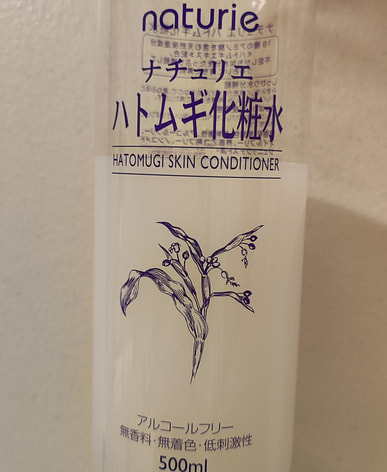 naturie
ナチュリエ
ハトムギ化粧水
HATOMUGI SKIN CONDITIONER
アルコールフリー
無香料・無着色・低刺激性
500ml